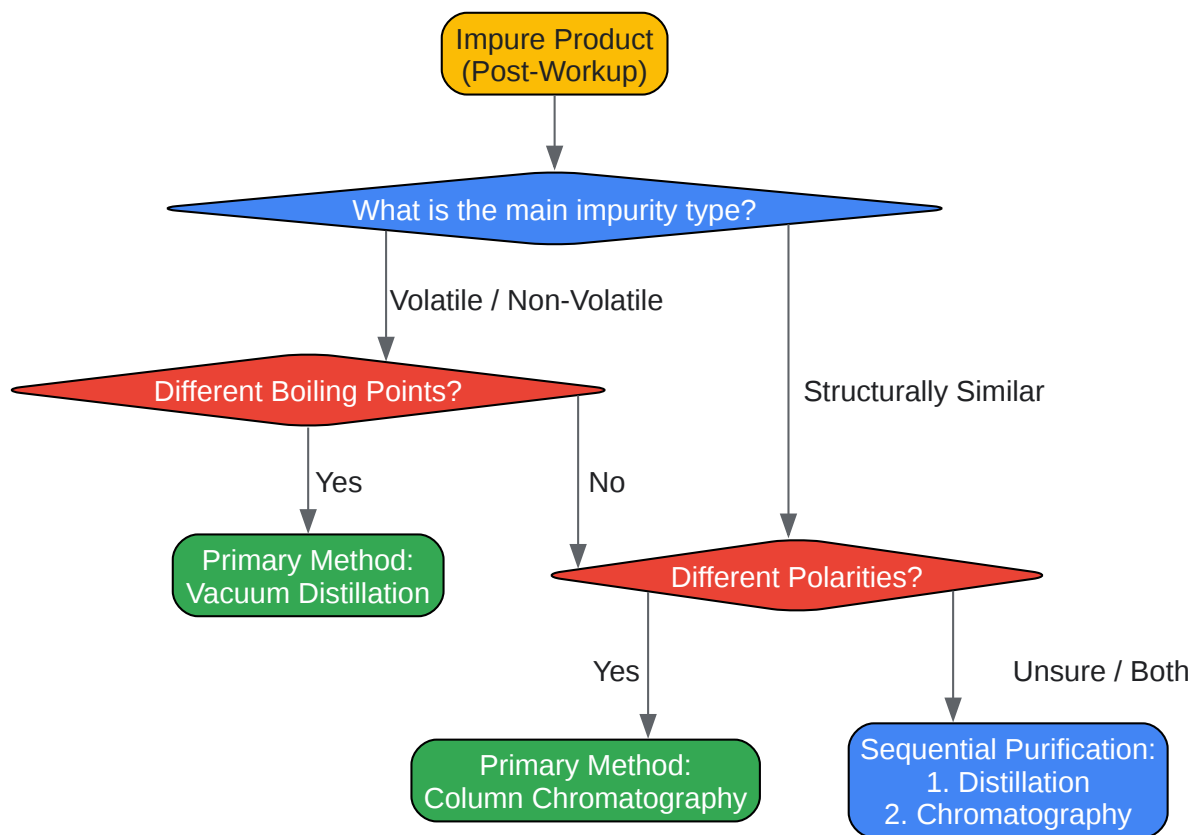 Impure Product
(Post-Workup)
What is the main impurity type?
Volatile / Non-Volatile
Different Boiling Points?
Structurally Similar
Yes
No
Primary Method:
Vacuum Distillation
Different Polarities?
Yes
Unsure / Both
Primary Method:
Column Chromatography
Sequential Purification:
1. Distillation
2. Chromatography